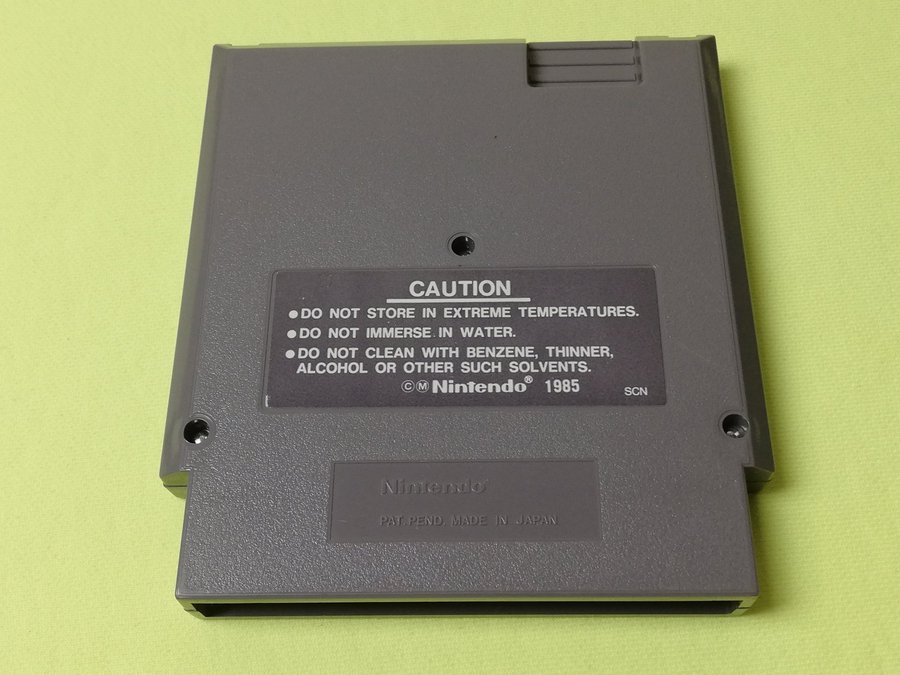 CAUTION
●DO NOT STORE IN EXTREME TEMPERATURES.
●DO NOT IMMERSE IN WATER.
●DO NOT CLEAN WITH BENZENE, THINNER,
ALCOHOL OR OTHER SUCH SOLVENTS.
ⒸⓂNintendo® 1985
SCN
Nintendo®
PAT. PEND. MADE IN JAPAN